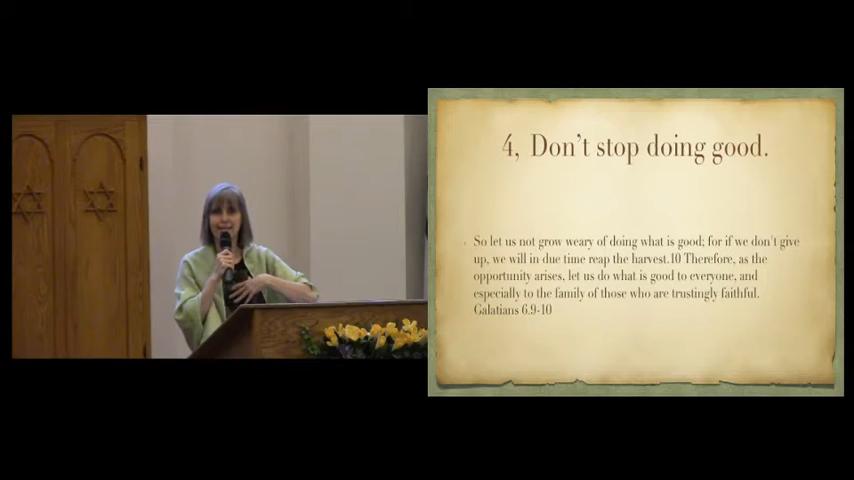 4, Don't stop doing good.
So let us not grow weary of doing what is good; for if we don't give
up, we will in due time reap the harvest.10 Therefore, as the
opportunity arises, let us do what is good to everyone, and
especially to the family of those who are trustingly faithful.
Galatians 6.9-10